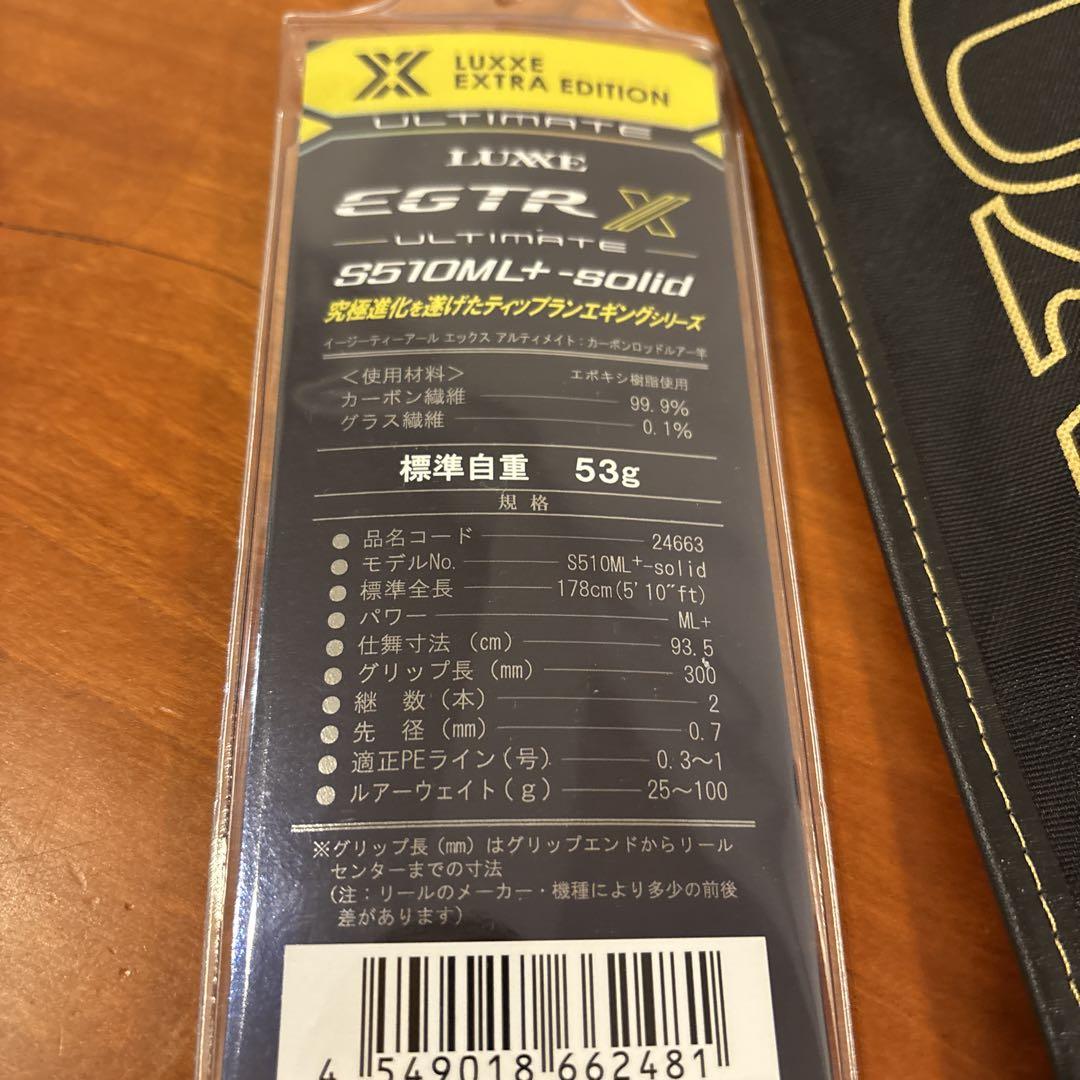 LUXXE
EXTRA EDITION
ULTIMATE
LUXXE
EGTR X
ULTIMATE
S510ML+-solid
究極進化を遂げたティップランエギングシリーズ
イージーティーアール エックス アルティメイト：カーボンロッドルアー竿
＜使用材料＞ エポキシ樹脂使用
カーボン繊維 99.9%
グラス繊維 0.1%
標準自重 53g
規格
● 品名コード 24663
● モデルNo. S510ML+-solid
● 標準全長 178cm(5'10"ft)
● パワー ML+
● 仕舞寸法 (cm) 93.5
● グリップ長 (mm) 300
● 継 数 (本) 2
● 先 径 (mm) 0.7
● 適正PEライン(号) 0.3〜1
● ルアーウェイト(g) 25〜100
※グリップ長(mm)はグリップエンドからリール
センターまでの寸法
(注：リールのメーカー・機種により多少の前後
差があります)
4 549018 662481